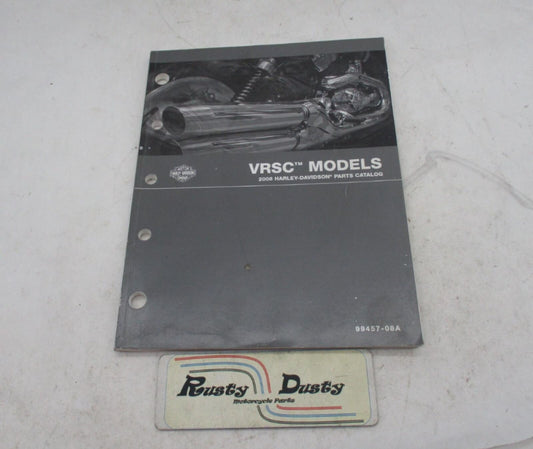 VRSC™ MODELS
2008 HARLEY-DAVIDSON® PARTS CATALOG
99457-08A
Rusty Dusty
Motorcycle Parts